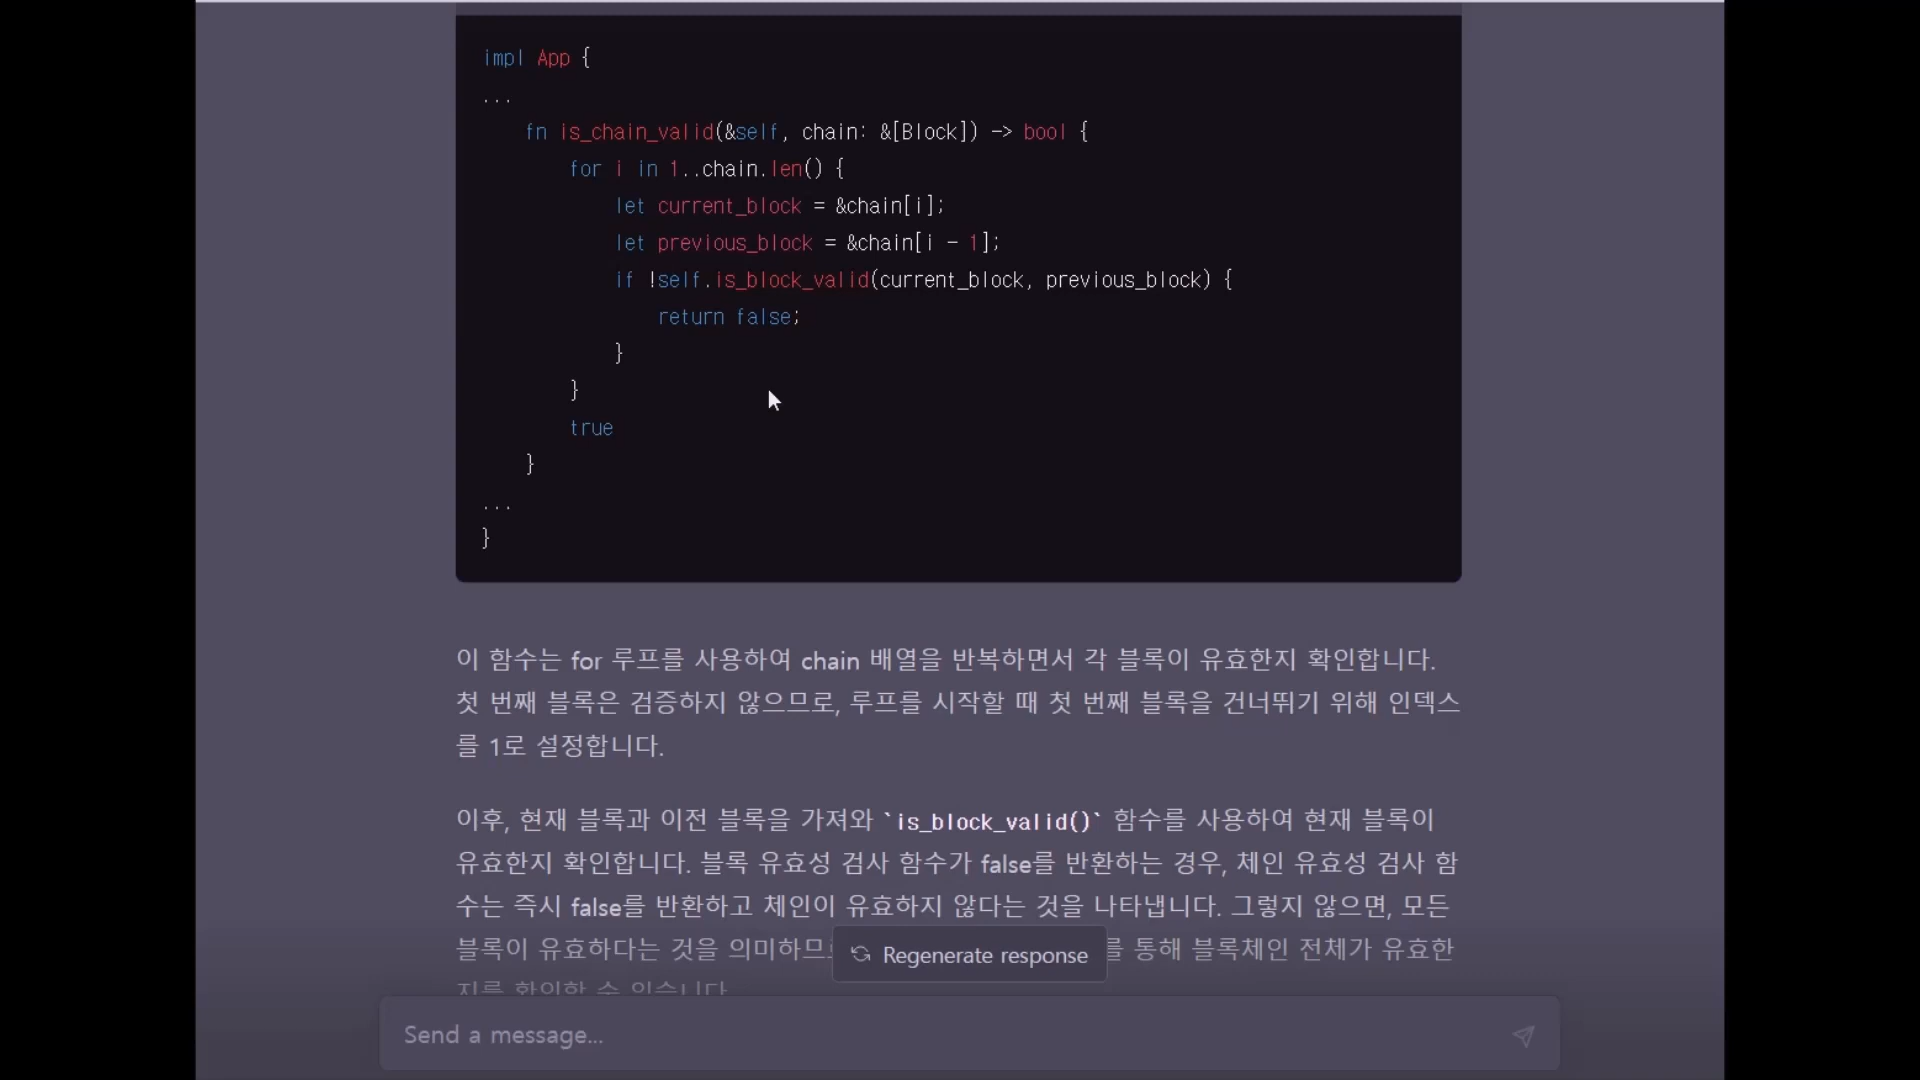 impl App {
...
fn is_chain_valid(&self, chain: &[Block]) -> bool {
for i in 1..chain.len() {
let current_block = &chain[i];
let previous_block = &chain[i - 1];
if !self.is_block_valid(current_block, previous_block) {
return false;
}
}
true
}
...
}
이 함수는 for 루프를 사용하여 chain 배열을 반복하면서 각 블록이 유효한지 확인합니다.
첫 번째 블록은 검증하지 않으므로, 루프를 시작할 때 첫 번째 블록을 건너뛰기 위해 인덱스
를 1로 설정합니다.
이후, 현재 블록과 이전 블록을 가져와 `is_block_valid()` 함수를 사용하여 현재 블록이
유효한지 확인합니다. 블록 유효성 검사 함수가 false를 반환하는 경우, 체인 유효성 검사 함
수는 즉시 false를 반환하고 체인이 유효하지 않다는 것을 나타냅니다. 그렇지 않으면, 모든
블록이 유효하다는 것을 의미하므로 를 통해 블록체인 전체가 유효한
지를 확인할 수 있습니다
Regenerate response
Send a message...